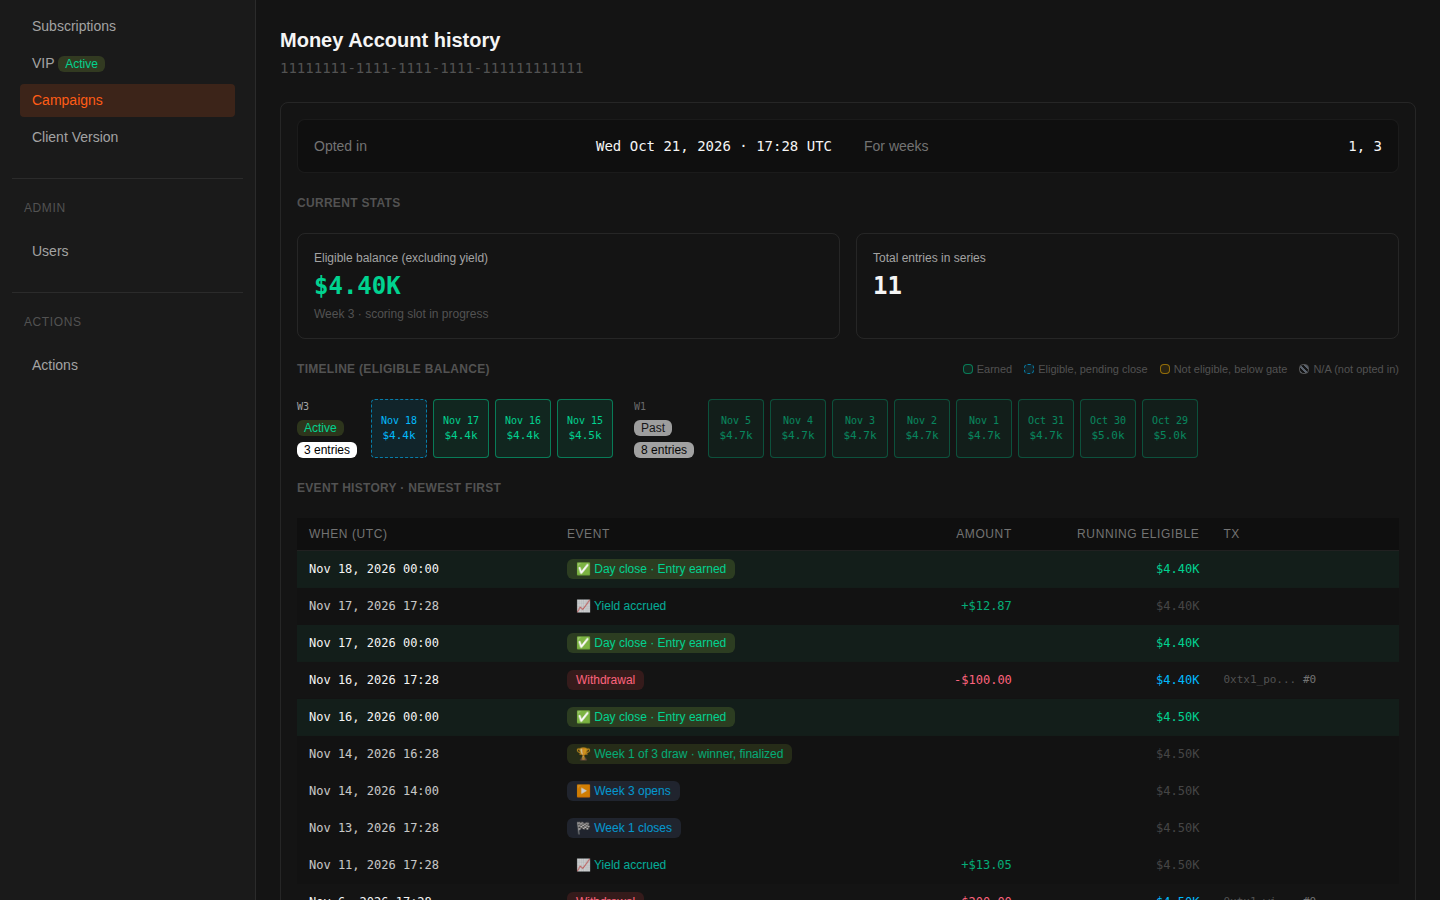 Subscriptions
VIP Active
Campaigns
Client Version
ADMIN
Users
ACTIONS
Actions
Money Account history
11111111-1111-1111-1111-111111111111
Opted in Wed Oct 21, 2026 · 17:28 UTC For weeks 1, 3
CURRENT STATS
Eligible balance (excluding yield)
$4.40K
Week 3 · scoring slot in progress
Total entries in series
11
TIMELINE (ELIGIBLE BALANCE)
Earned Eligible, pending close Not eligible, below gate N/A (not opted in)
W3
Active
3 entries
Nov 18 Nov 17 Nov 16 Nov 15
$4.4k $4.4k $4.4k $4.5k
W1
Past
8 entries
Nov 5 Nov 4 Nov 3 Nov 2 Nov 1 Oct 31 Oct 30 Oct 29
$4.7k $4.7k $4.7k $4.7k $4.7k $4.7k $5.0k $5.0k
EVENT HISTORY · NEWEST FIRST
WHEN (UTC) EVENT AMOUNT RUNNING ELIGIBLE TX
Nov 18, 2026 00:00 ✅ Day close · Entry earned $4.40K
Nov 17, 2026 17:28 📈 Yield accrued +$12.87 $4.40K
Nov 17, 2026 00:00 ✅ Day close · Entry earned $4.40K
Nov 16, 2026 17:28 Withdrawal -$100.00 $4.40K 0xtx1_po... #0
Nov 16, 2026 00:00 ✅ Day close · Entry earned $4.50K
Nov 14, 2026 16:28 🏆 Week 1 of 3 draw · winner, finalized $4.50K
Nov 14, 2026 14:00 ▶️ Week 3 opens $4.50K
Nov 13, 2026 17:28 🏁 Week 1 closes $4.50K
Nov 11, 2026 17:28 📈 Yield accrued +$13.05 $4.50K
Nov 6, 2026 17:28 Withdrawal